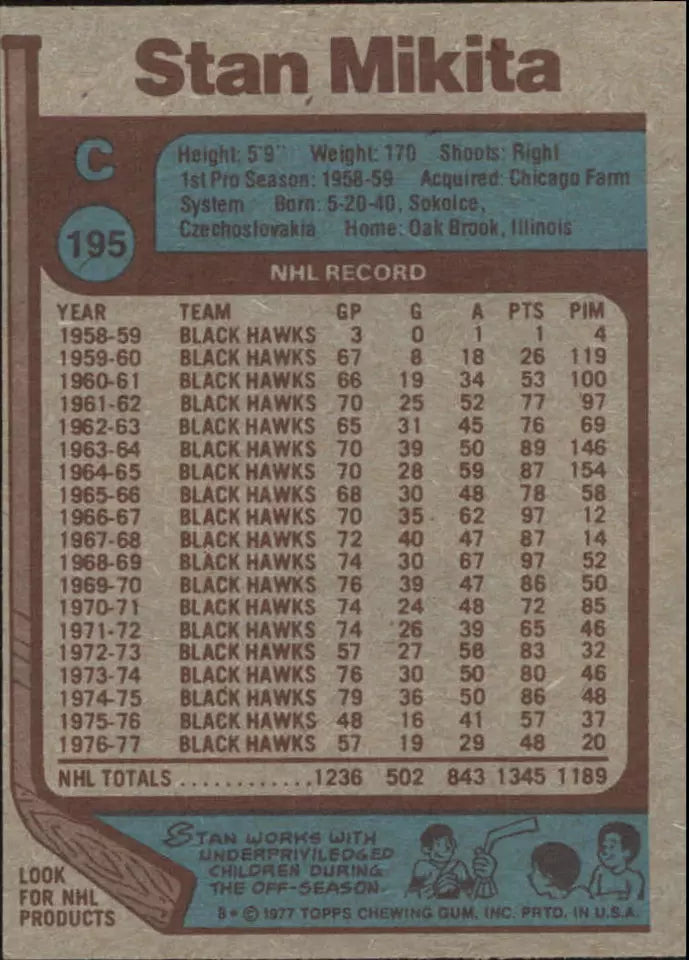 Stan Mikita
C
195
Height: 5'9" Weight: 170 Shoots: Right
1st Pro Season: 1958-59 Acquired: Chicago Farm
System Born: 5-20-40, Sokolce,
Czechoslovakia Home: Oak Brook, Illinois
NHL RECORD
YEAR TEAM GP G A PTS PIM
1958-59 BLACK HAWKS 3 0 1 1 4
1959-60 BLACK HAWKS 67 8 18 26 119
1960-61 BLACK HAWKS 66 19 34 53 100
1961-62 BLACK HAWKS 70 25 52 77 97
1962-63 BLACK HAWKS 65 31 45 76 69
1963-64 BLACK HAWKS 70 39 50 89 146
1964-65 BLACK HAWKS 70 28 59 87 154
1965-66 BLACK HAWKS 68 30 48 78 58
1966-67 BLACK HAWKS 70 35 62 97 12
1967-68 BLACK HAWKS 72 40 47 87 14
1968-69 BLACK HAWKS 74 30 67 97 52
1969-70 BLACK HAWKS 76 39 47 86 50
1970-71 BLACK HAWKS 74 24 48 72 85
1971-72 BLACK HAWKS 74 26 39 65 46
1972-73 BLACK HAWKS 57 27 56 83 32
1973-74 BLACK HAWKS 76 30 50 80 46
1974-75 BLACK HAWKS 79 36 50 86 48
1975-76 BLACK HAWKS 48 16 41 57 37
1976-77 BLACK HAWKS 57 19 29 48 20
NHL TOTALS ............ 1236 502 843 1345 1189
STAN WORKS WITH
UNDERPRIVILEDGED
CHILDREN DURING
THE OFF-SEASON
LOOK
FOR NHL
PRODUCTS
B * © 1977 TOPPS CHEWING GUM, INC. PRTD. IN U.S.A.